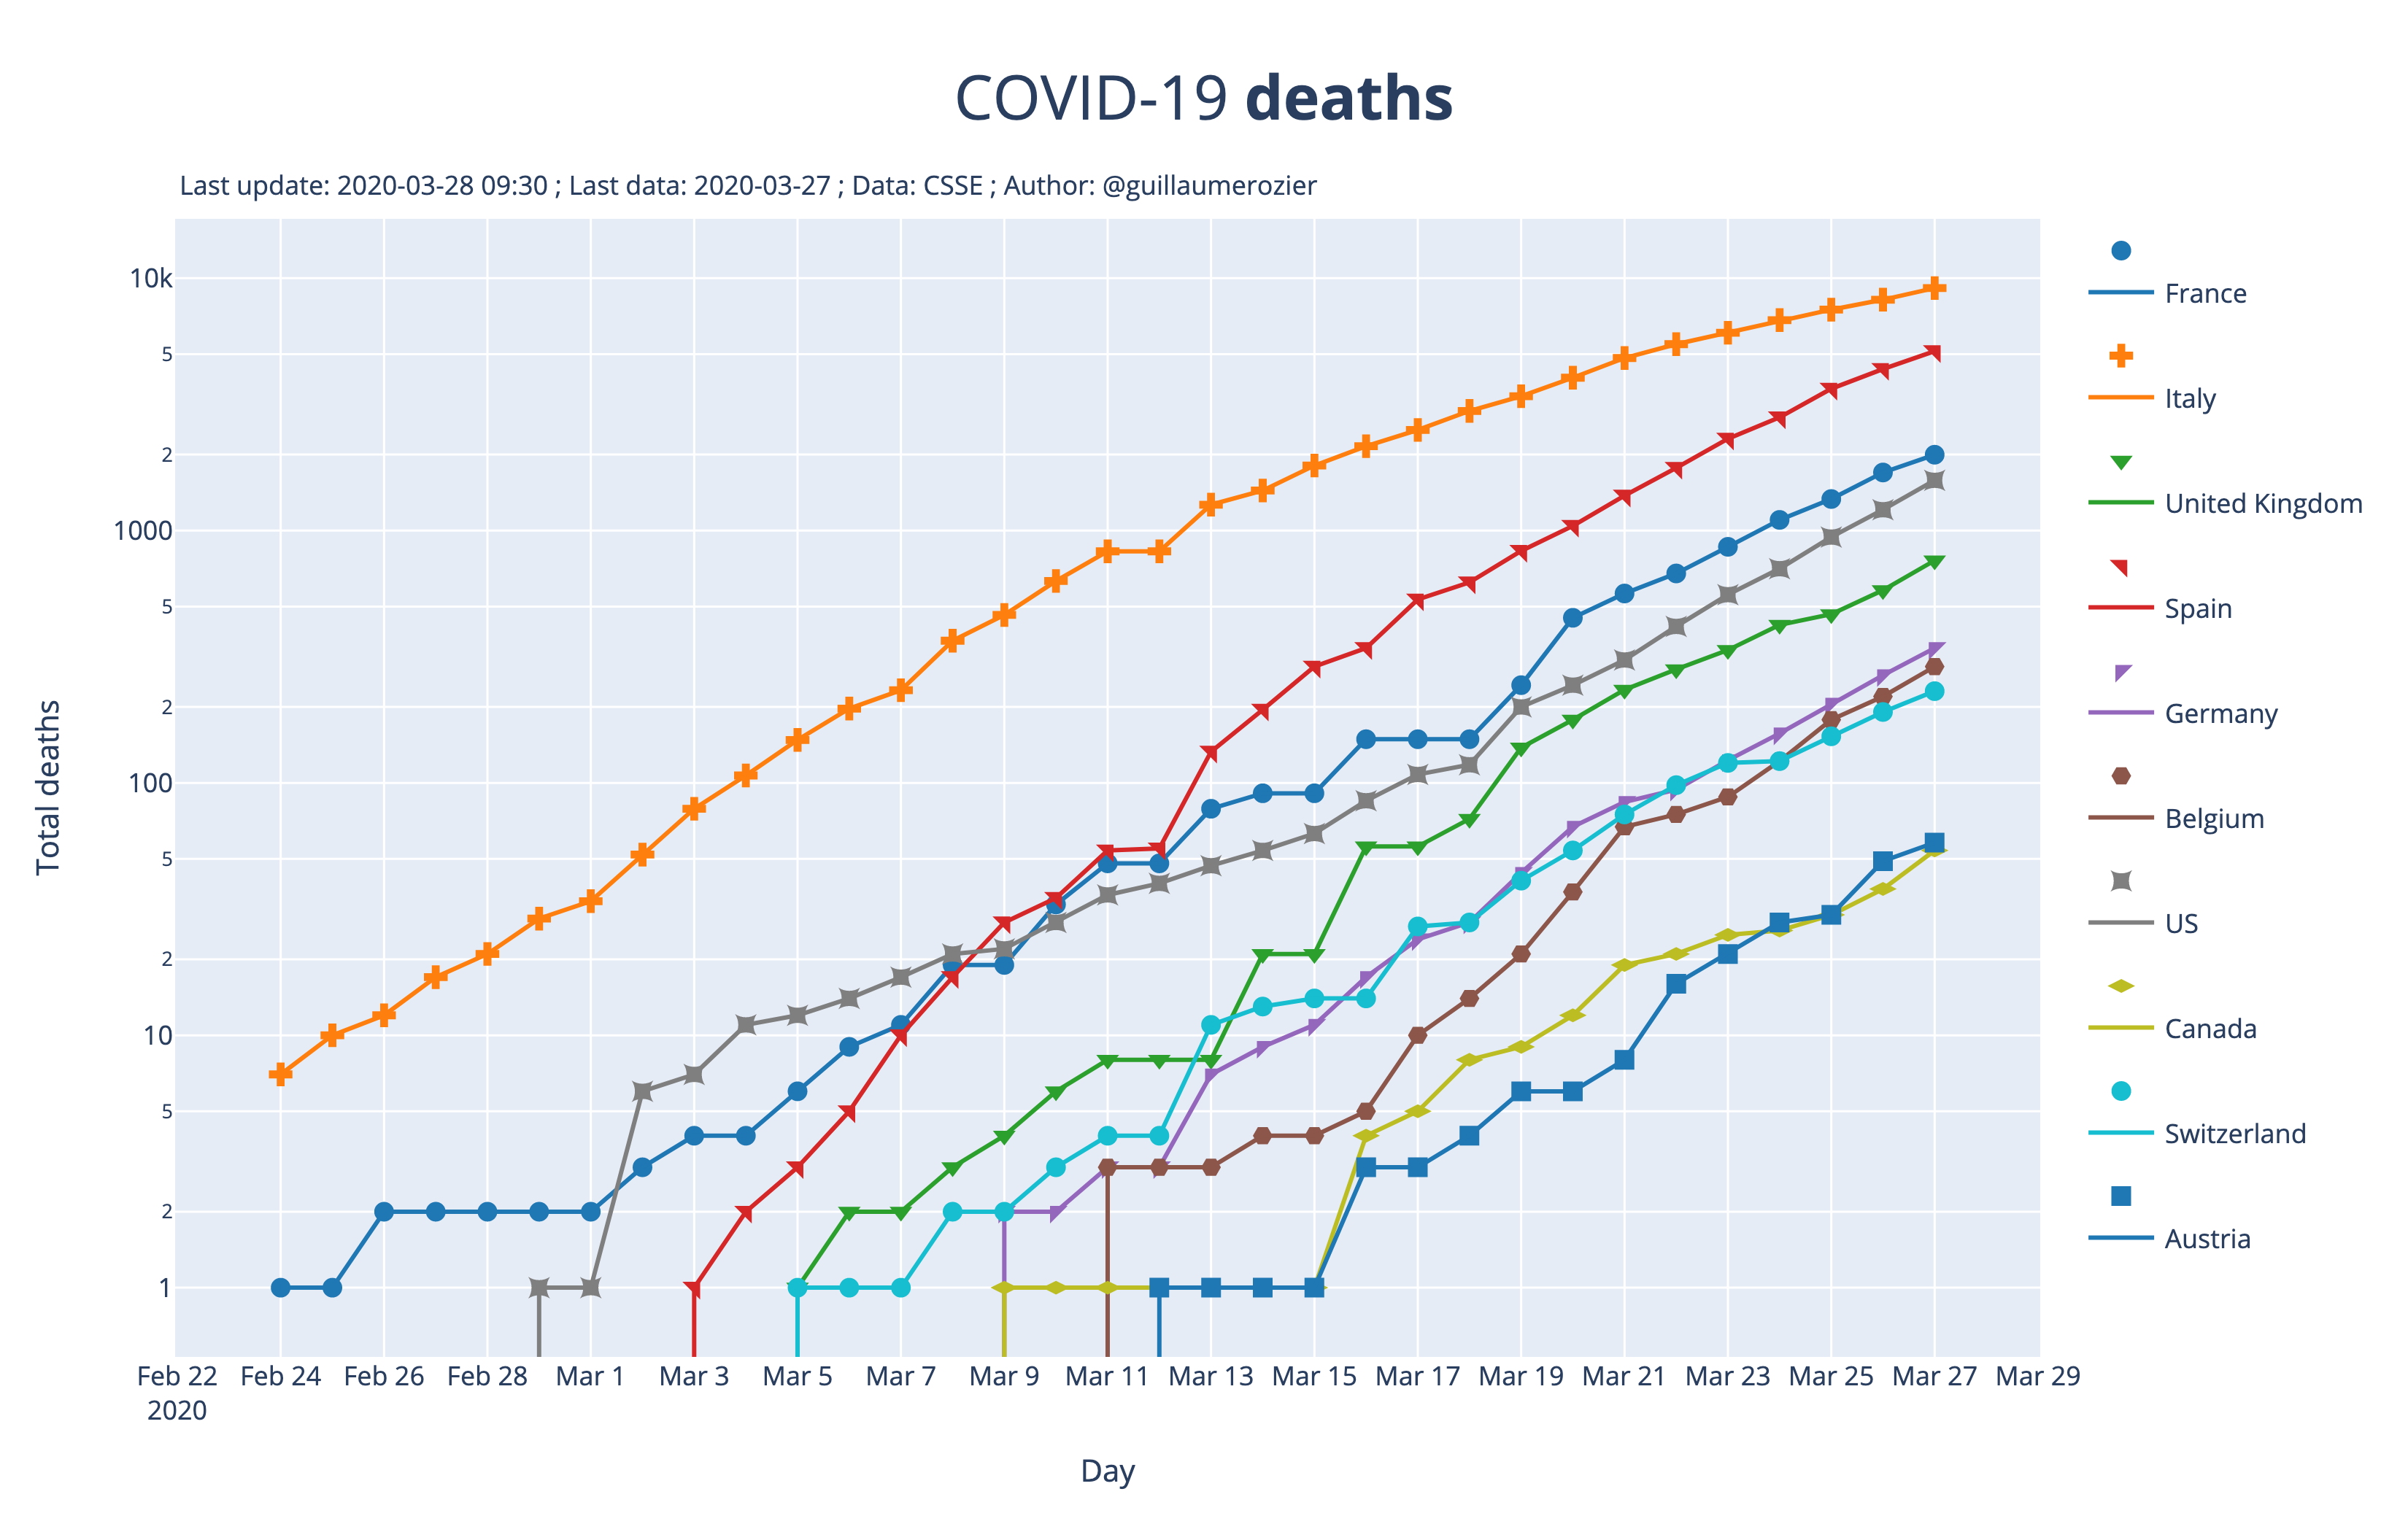 COVID-19 deaths
Last update: 2020-03-28 09:30 ; Last data: 2020-03-27 ; Data: CSSE ; Author: @guillaumerozier
10k
5
2
1000
5
2
100
5
2
10
5
2
1
Total deaths
Feb 22 Feb 24 Feb 26 Feb 28 Mar 1 Mar 3 Mar 5 Mar 7 Mar 9 Mar 11 Mar 13 Mar 15 Mar 17 Mar 19 Mar 21 Mar 23 Mar 25 Mar 27 Mar 29
2020
Day
France
Italy
United Kingdom
Spain
Germany
Belgium
US
Canada
Switzerland
Austria